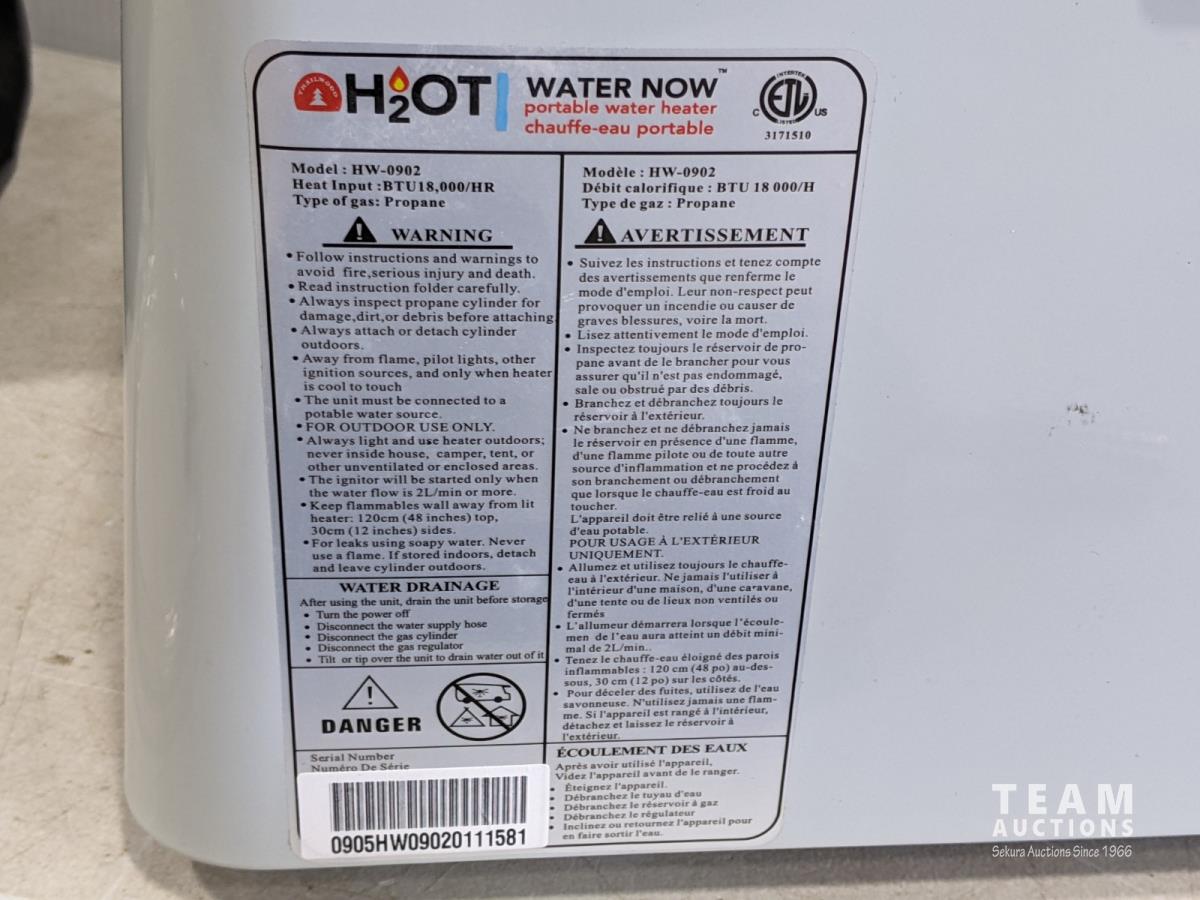 TRAILWOOD
H2OT
WATER NOW™
portable water heater
chauffe-eau portable
INTERTEK
C ETL US
LISTED
3171510
Model : HW-0902
Heat Input :BTU18,000/HR
Type of gas: Propane
WARNING
• Follow instructions and warnings to
avoid fire,serious injury and death.
• Read instruction folder carefully.
• Always inspect propane cylinder for
damage,dirt,or debris before attaching
• Always attach or detach cylinder
outdoors.
• Away from flame, pilot lights, other
ignition sources, and only when heater
is cool to touch
• The unit must be connected to a
potable water source.
• FOR OUTDOOR USE ONLY.
• Always light and use heater outdoors;
never inside house, camper, tent, or
other unventilated or enclosed areas.
• The ignitor will be started only when
the water flow is 2L/min or more.
• Keep flammables wall away from lit
heater: 120cm (48 inches) top,
30cm (12 inches) sides.
• For leaks using soapy water. Never
use a flame. If stored indoors, detach
and leave cylinder outdoors.
WATER DRAINAGE
After using the unit, drain the unit before storage
• Turn the power off
• Disconnect the water supply hose
• Disconnect the gas cylinder
• Disconnect the gas regulator
• Tilt or tip over the unit to drain water out of it
DANGER
Serial Number
Numéro De Série
0905HW09020111581
Modèle : HW-0902
Débit calorifique : BTU 18 000/H
Type de gaz : Propane
AVERTISSEMENT
• Suivez les instructions et tenez compte
des avertissements que renferme le
mode d'emploi. Leur non-respect peut
provoquer un incendie ou causer de
graves blessures, voire la mort.
• Lisez attentivement le mode d'emploi.
• Inspectez toujours le réservoir de pro-
pane avant de le brancher pour vous
assurer qu'il n'est pas endommagé,
sale ou obstrué par des débris.
• Branchez et débranchez toujours le
réservoir à l'extérieur.
• Ne branchez et ne débranchez jamais
le réservoir en présence d'une flamme,
d'une flamme pilote ou de toute autre
source d'inflammation et ne procédez à
son branchement ou débranchement
que lorsque le chauffe-eau est froid au
toucher.
L'appareil doit être relié à une source
d'eau potable.
POUR USAGE À L'EXTÉRIEUR
UNIQUEMENT.
• Allumez et utilisez toujours le chauffe-
eau à l'extérieur. Ne jamais l'utiliser à
l'intérieur d'une maison, d'une caravane,
d'une tente ou de lieux non ventilés ou
fermés
• L'allumeur démarrera lorsque l'écoule-
men de l'eau aura atteint un débit mini-
mal de 2L/min..
• Tenez le chauffe-eau éloigné des parois
inflammables : 120 cm (48 po) au-des-
sous, 30 cm (12 po) sur les côtés.
• Pour déceler des fuites, utilisez de l'eau
savonneuse. N'utilisez jamais une flam-
me. Si l'appareil est rangé à l'intérieur,
détachez et laissez le réservoir à
l'extérieur.
ÉCOULEMENT DES EAUX
Après avoir utilisé l'appareil,
Videz l'appareil avant de le ranger.
• Éteignez l'appareil.
• Débranchez le tuyau d'eau
• Débranchez le réservoir à gaz
• Débranchez le régulateur
• Inclinez ou retournez l'appareil pour
en faire sortir l'eau.
TEAM
AUCTIONS
Sekura Auctions Since 1966